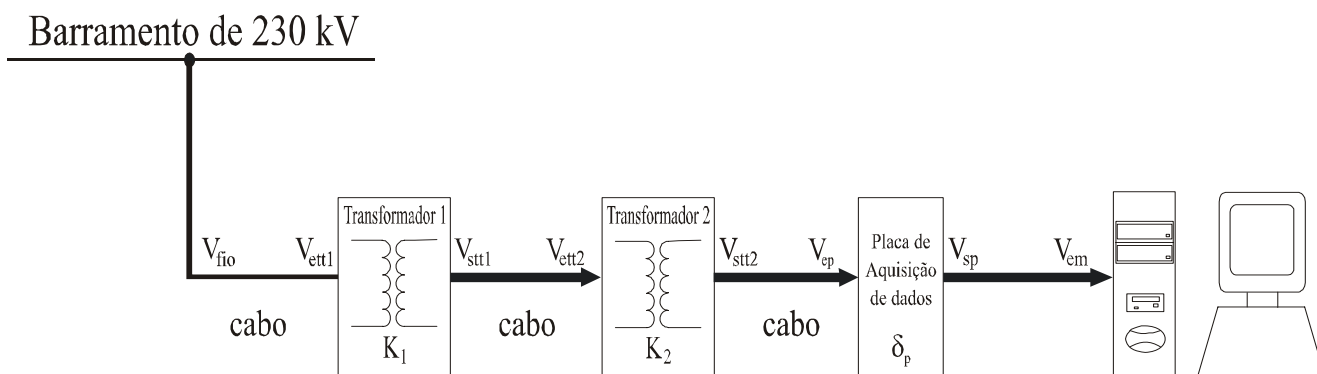 Barramento de 230 kV
Transformador 1
Transformador 2
V_fio
V_ett1
V_stt1
V_ett2
V_stt2
V_ep
Placa de
Aquisição
de dados
V_sp
V_em
cabo
cabo
cabo
K_1
K_2
δ_p